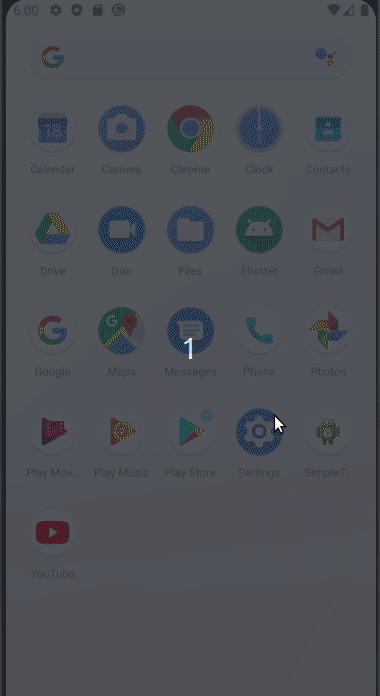 6:00
G
18
Calendar Camera Chrome Clock Contacts
Drive Duo Files Flixster Gmail
G G
Google Maps Messages Phone Photos
1
Play Mov... Play Music Play Store Settings SimpleT...
YouTube